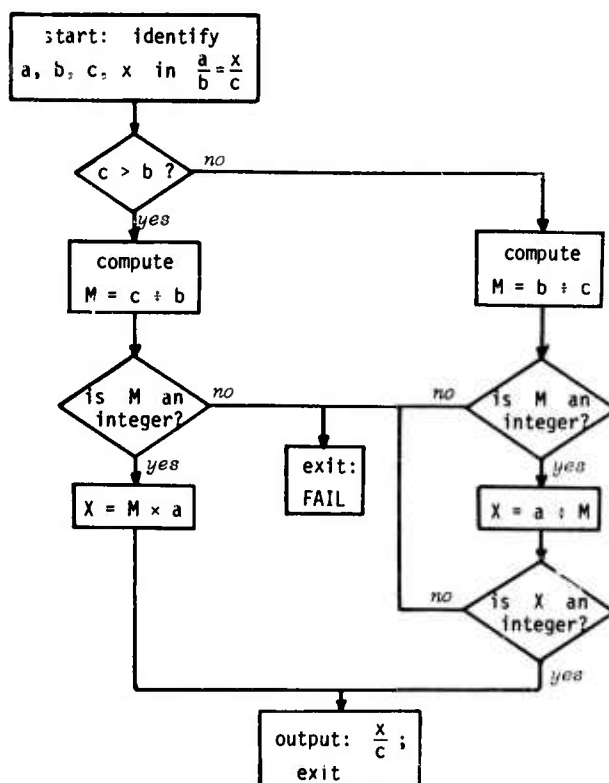 start: identify
a, b, c, x in a/b = x/c
c > b ?
no
yes
compute
M = c ÷ b
compute
M = b ÷ c
is M an
integer?
no
yes
is M an
integer?
no
yes
exit:
FAIL
X = M × a
X = a ÷ M
is X an
integer?
no
yes
output: x/c ;
exit